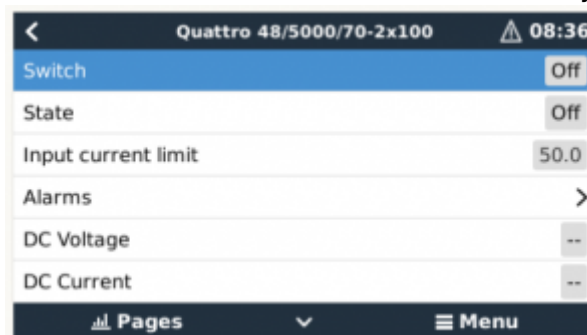 Quattro 48/5000/70-2x100 08:36
Switch Off
State Off
Input current limit 50.0
Alarms
DC Voltage --
DC Current --
Pages Menu